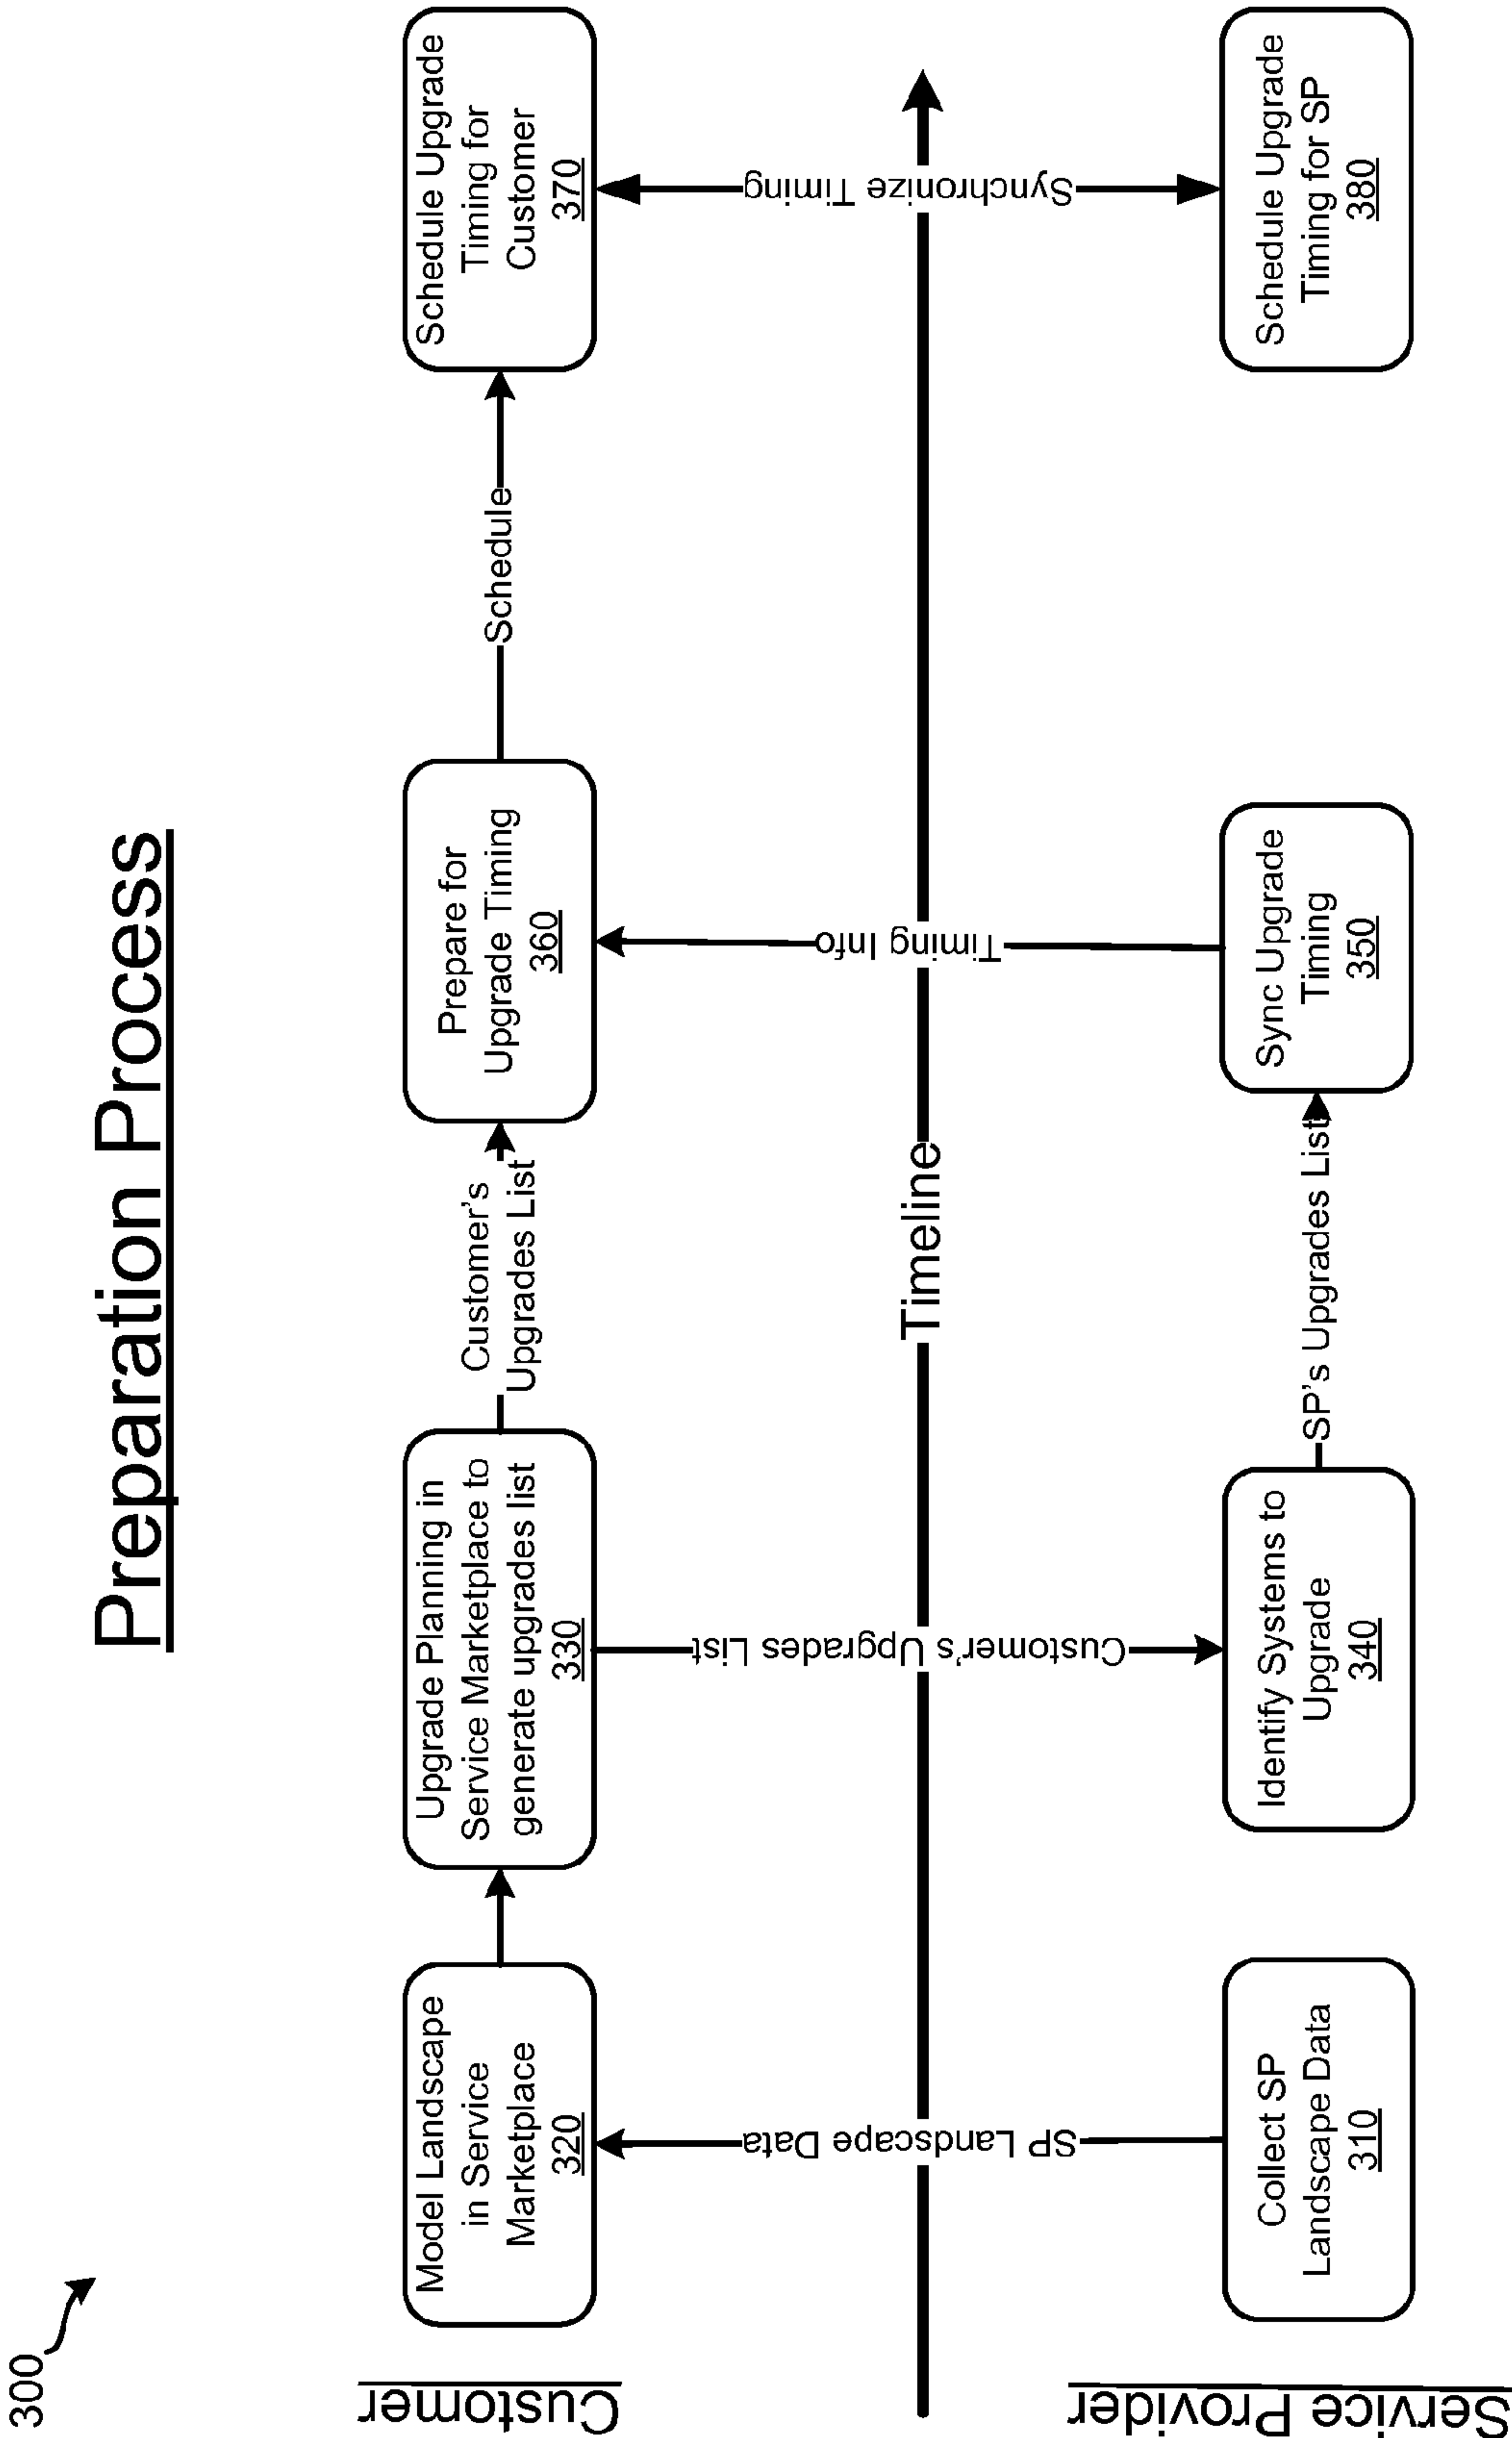 300
Preparation Process
Customer
Model Landscape
in Service
Marketplace
320
Upgrade Planning in
Service Marketplace to
generate upgrades list
330
Customer's
Upgrades List
Prepare for
Upgrade Timing
360
Schedule
Schedule Upgrade
Timing for
Customer
370
SP Landscape Data
Customer's Upgrades List
Timeline
Timing Info
Synchronize Timing
Service Provider
Collect SP
Landscape Data
310
Identify Systems to
Upgrade
340
SP's Upgrades List
Sync Upgrade
Timing
350
Schedule Upgrade
Timing for SP
380